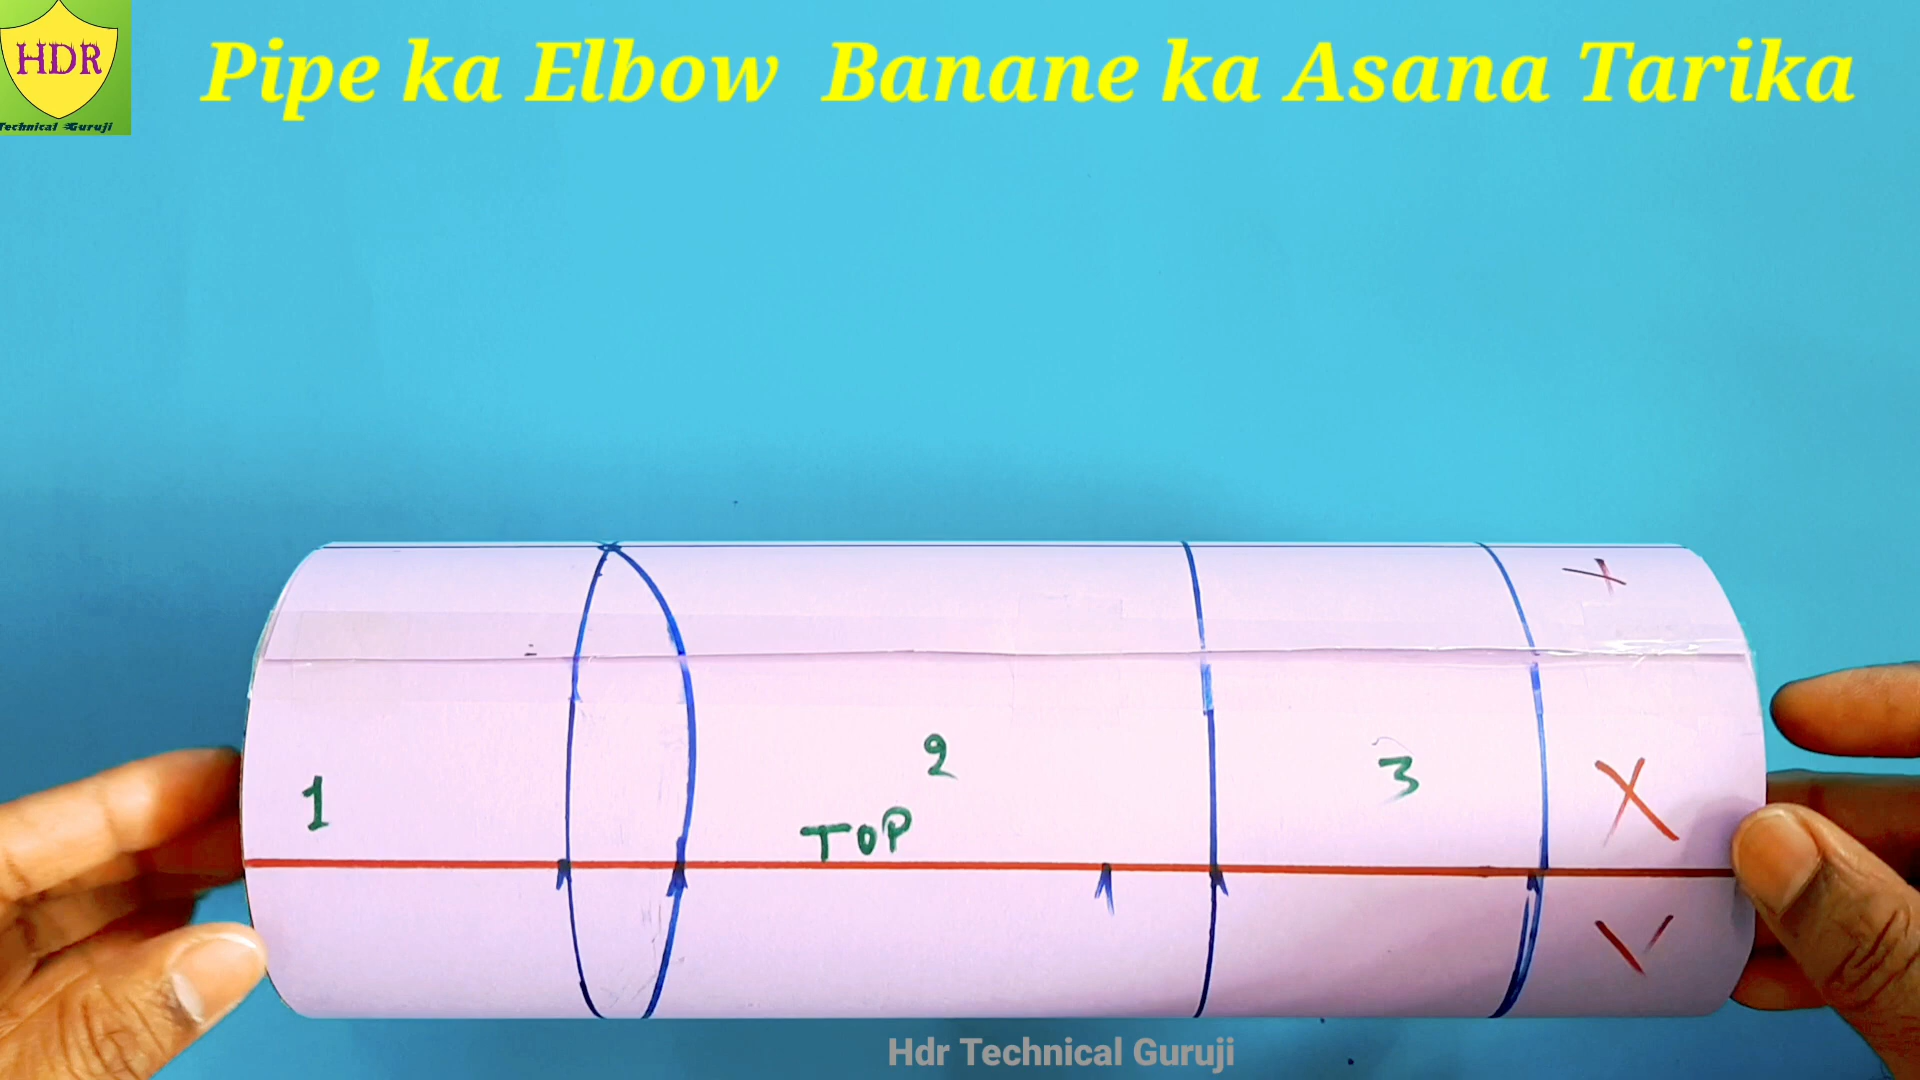 HDR
Technical Guruji
Pipe ka Elbow Banane ka Asana Tarika
1
2
TOP
3
X
X
Hdr Technical Guruji